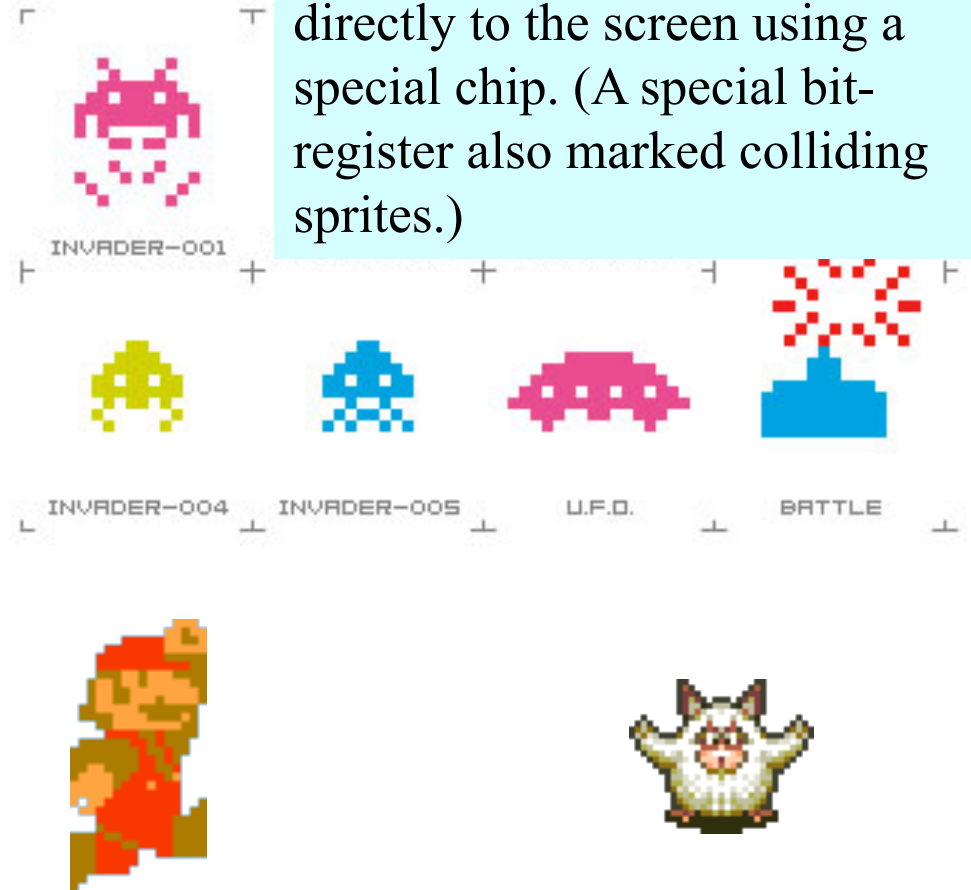 directly to the screen using a
special chip. (A special bit-
register also marked colliding
sprites.)
INVADER-001
INVADER-004 INVADER-005 U.F.O. BATTLE